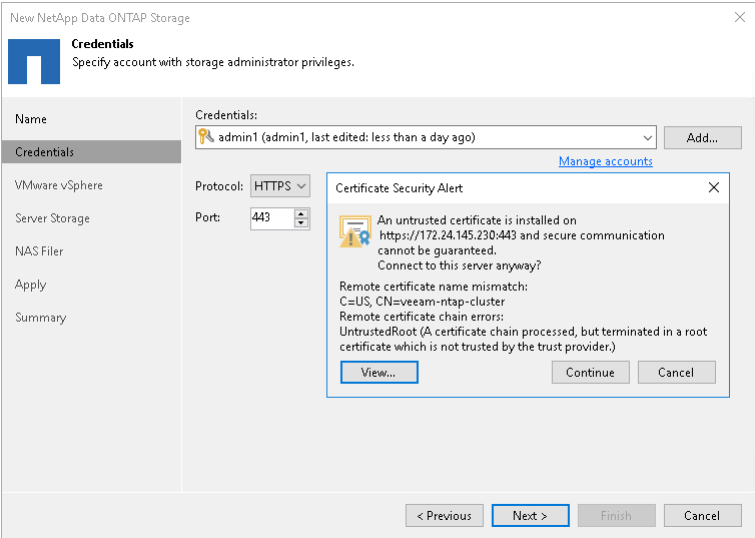 New NetApp Data ONTAP Storage
Credentials
Specify account with storage administrator privileges.
Name
Credentials
VMware vSphere
Server Storage
NAS Filer
Apply
Summary
Credentials:
admin1 (admin1, last edited: less than a day ago)
Add...
Manage accounts
Protocol: HTTPS
Port: 443
Certificate Security Alert
An untrusted certificate is installed on
https://172.24.145.230:443 and secure communication
cannot be guaranteed.
Connect to this server anyway?
Remote certificate name mismatch:
C=US, CN=veeam-ntap-cluster
Remote certificate chain errors:
UntrustedRoot (A certificate chain processed, but terminated in a root
certificate which is not trusted by the trust provider.)
View...
Continue
Cancel
< Previous
Next >
Finish
Cancel